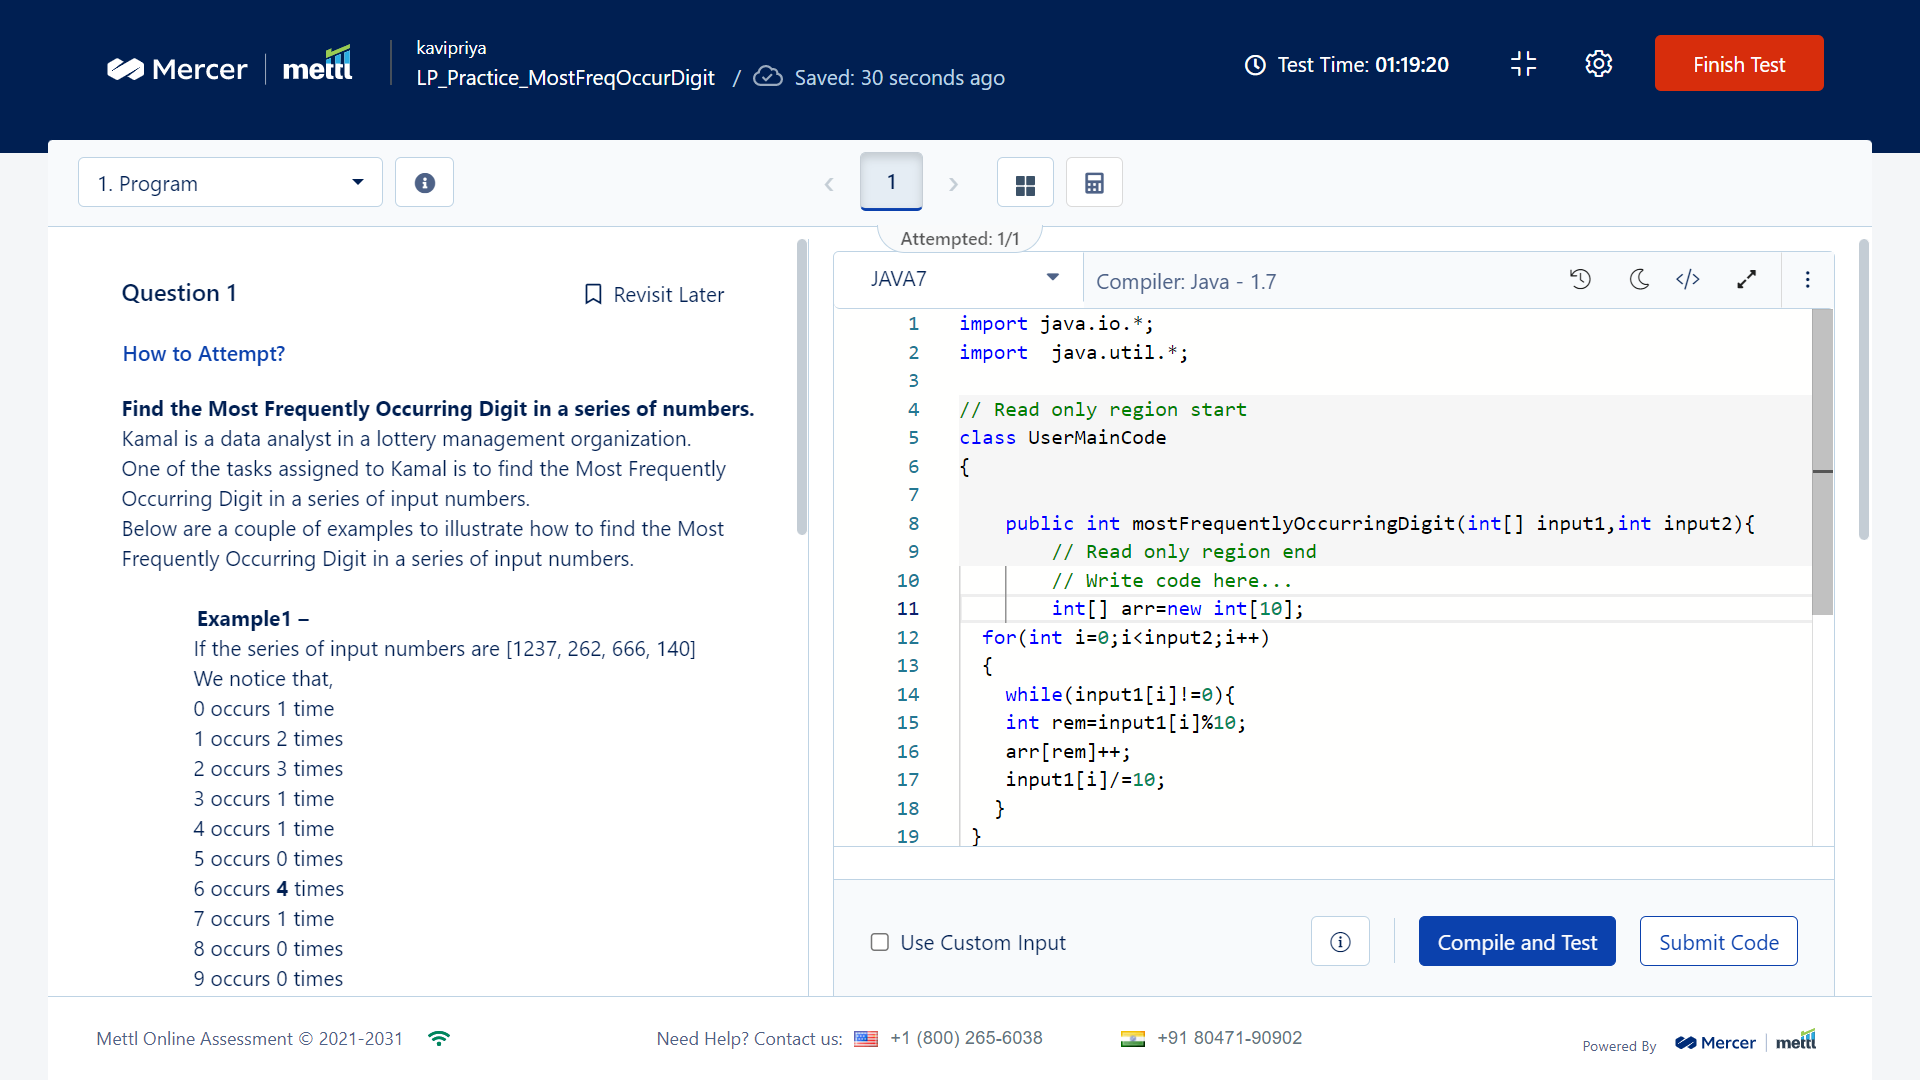 Mercer | mettl
kavipriya
LP_Practice_MostFreqOccurDigit / Saved: 30 seconds ago
Test Time: 01:19:20
Finish Test
1. Program
1
Attempted: 1/1
Question 1
Revisit Later
How to Attempt?
Find the Most Frequently Occurring Digit in a series of numbers.
Kamal is a data analyst in a lottery management organization.
One of the tasks assigned to Kamal is to find the Most Frequently
Occurring Digit in a series of input numbers.
Below are a couple of examples to illustrate how to find the Most
Frequently Occurring Digit in a series of input numbers.
Example1 –
If the series of input numbers are [1237, 262, 666, 140]
We notice that,
0 occurs 1 time
1 occurs 2 times
2 occurs 3 times
3 occurs 1 time
4 occurs 1 time
5 occurs 0 times
6 occurs 4 times
7 occurs 1 time
8 occurs 0 times
9 occurs 0 times
JAVA7
Compiler: Java - 1.7
1 import java.io.*;
2 import  java.util.*;
3
4 // Read only region start
5 class UserMainCode
6 {
7
8     public int mostFrequentlyOccurringDigit(int[] input1,int input2){
9         // Read only region end
10         // Write code here...
11         int[] arr=new int[10];
12   for(int i=0;i<input2;i++)
13   {
14     while(input1[i]!=0){
15     int rem=input1[i]%10;
16     arr[rem]++;
17     input1[i]/=10;
18    }
19  }
Use Custom Input
Compile and Test
Submit Code
Mettl Online Assessment © 2021-2031
Need Help? Contact us: +1 (800) 265-6038
+91 80471-90902
Powered By Mercer | mettl